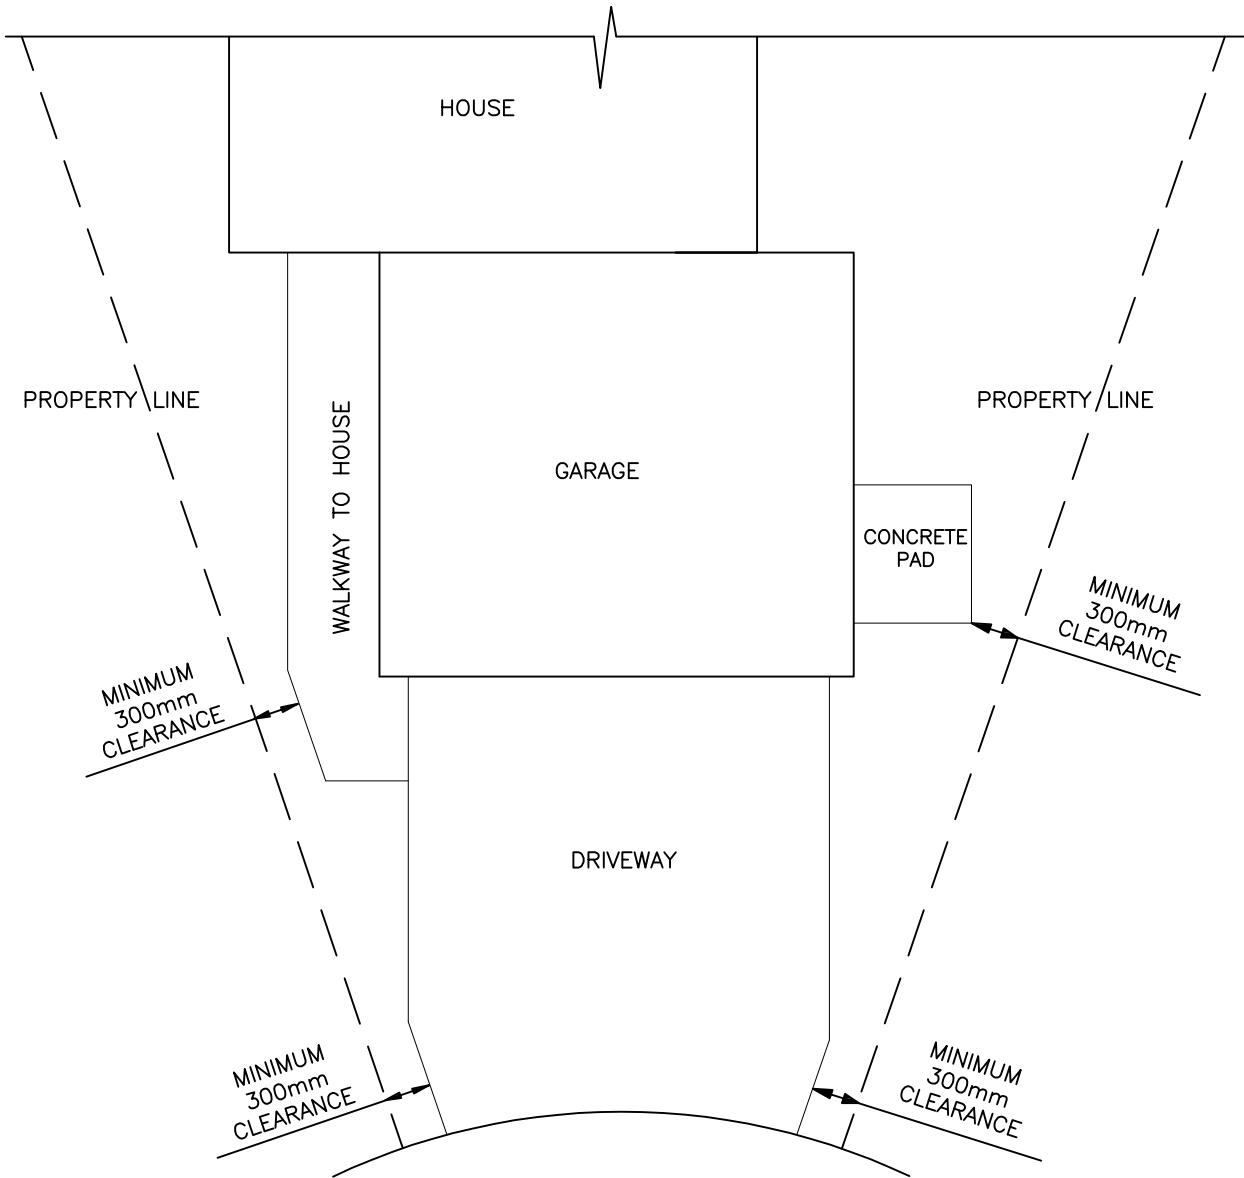 HOUSE
PROPERTY LINE
PROPERTY LINE
WALKWAY TO HOUSE
GARAGE
CONCRETE
PAD
MINIMUM
300mm
CLEARANCE
MINIMUM
300mm
CLEARANCE
DRIVEWAY
MINIMUM
300mm
CLEARANCE
MINIMUM
300mm
CLEARANCE